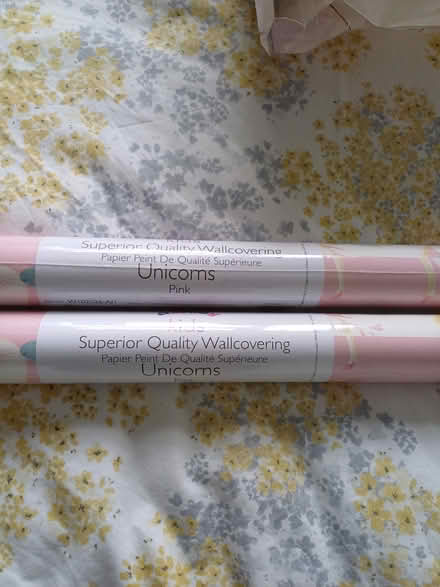 Superior Quality Wallcovering
Papier Peint De Qualité Supérieure
Unicorns
Pink
kids
Superior Quality Wallcovering
Papier Peint De Qualité Supérieure
Unicorns